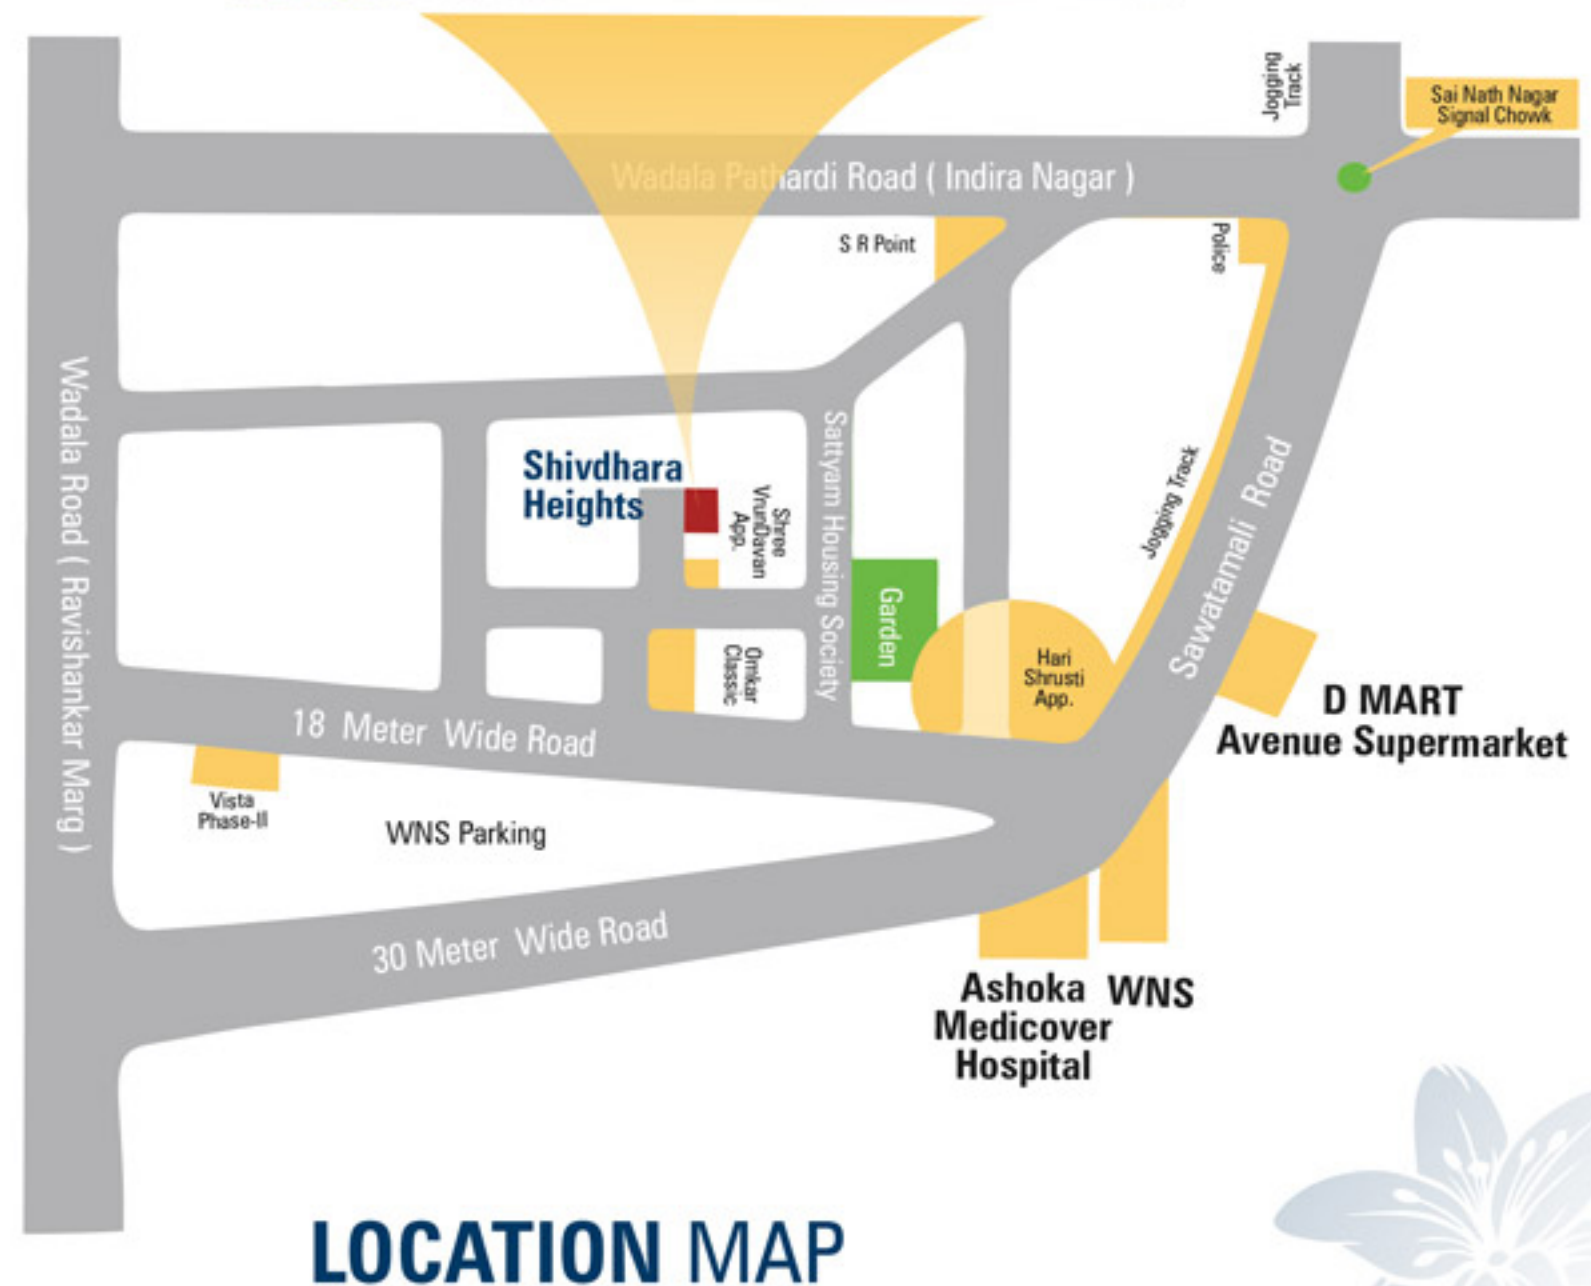 Jogging
Track
Sai Nath Nagar
Signal Chowk
Wadala Pathardi Road ( Indira Nagar )
S R Point
Police
Wadala Road ( Ravishankar Marg )
Shivdhara
Heights
Shree
VrunDavan
App.
Sattyam Housing Society
Jogging Track
Sawatamali Road
Garden
Omkar
Classic
Hari
Shrusti
App.
D MART
Avenue Supermarket
18 Meter Wide Road
Vista
Phase-II
WNS Parking
30 Meter Wide Road
Ashoka
Medicover
Hospital
WNS
LOCATION MAP